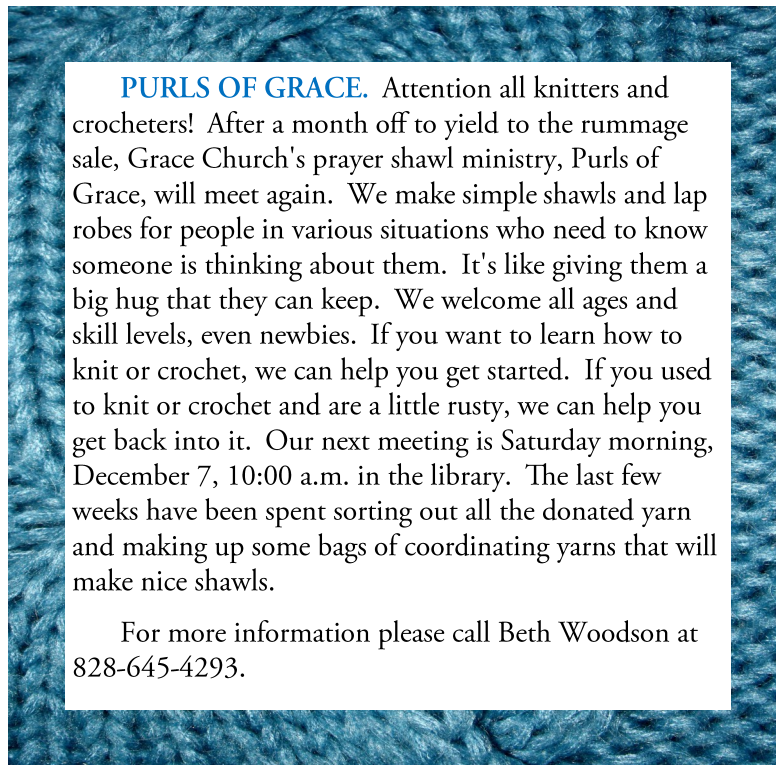 PURLS OF GRACE.  Attention all knitters and
crocheters!  After a month off to yield to the rummage
sale, Grace Church's prayer shawl ministry, Purls of
Grace, will meet again.  We make simple shawls and lap
robes for people in various situations who need to know
someone is thinking about them.  It's like giving them a
big hug that they can keep.  We welcome all ages and
skill levels, even newbies.  If you want to learn how to
knit or crochet, we can help you get started.  If you used
to knit or crochet and are a little rusty, we can help you
get back into it.  Our next meeting is Saturday morning,
December 7, 10:00 a.m. in the library.  The last few
weeks have been spent sorting out all the donated yarn
and making up some bags of coordinating yarns that will
make nice shawls.
For more information please call Beth Woodson at
828-645-4293.